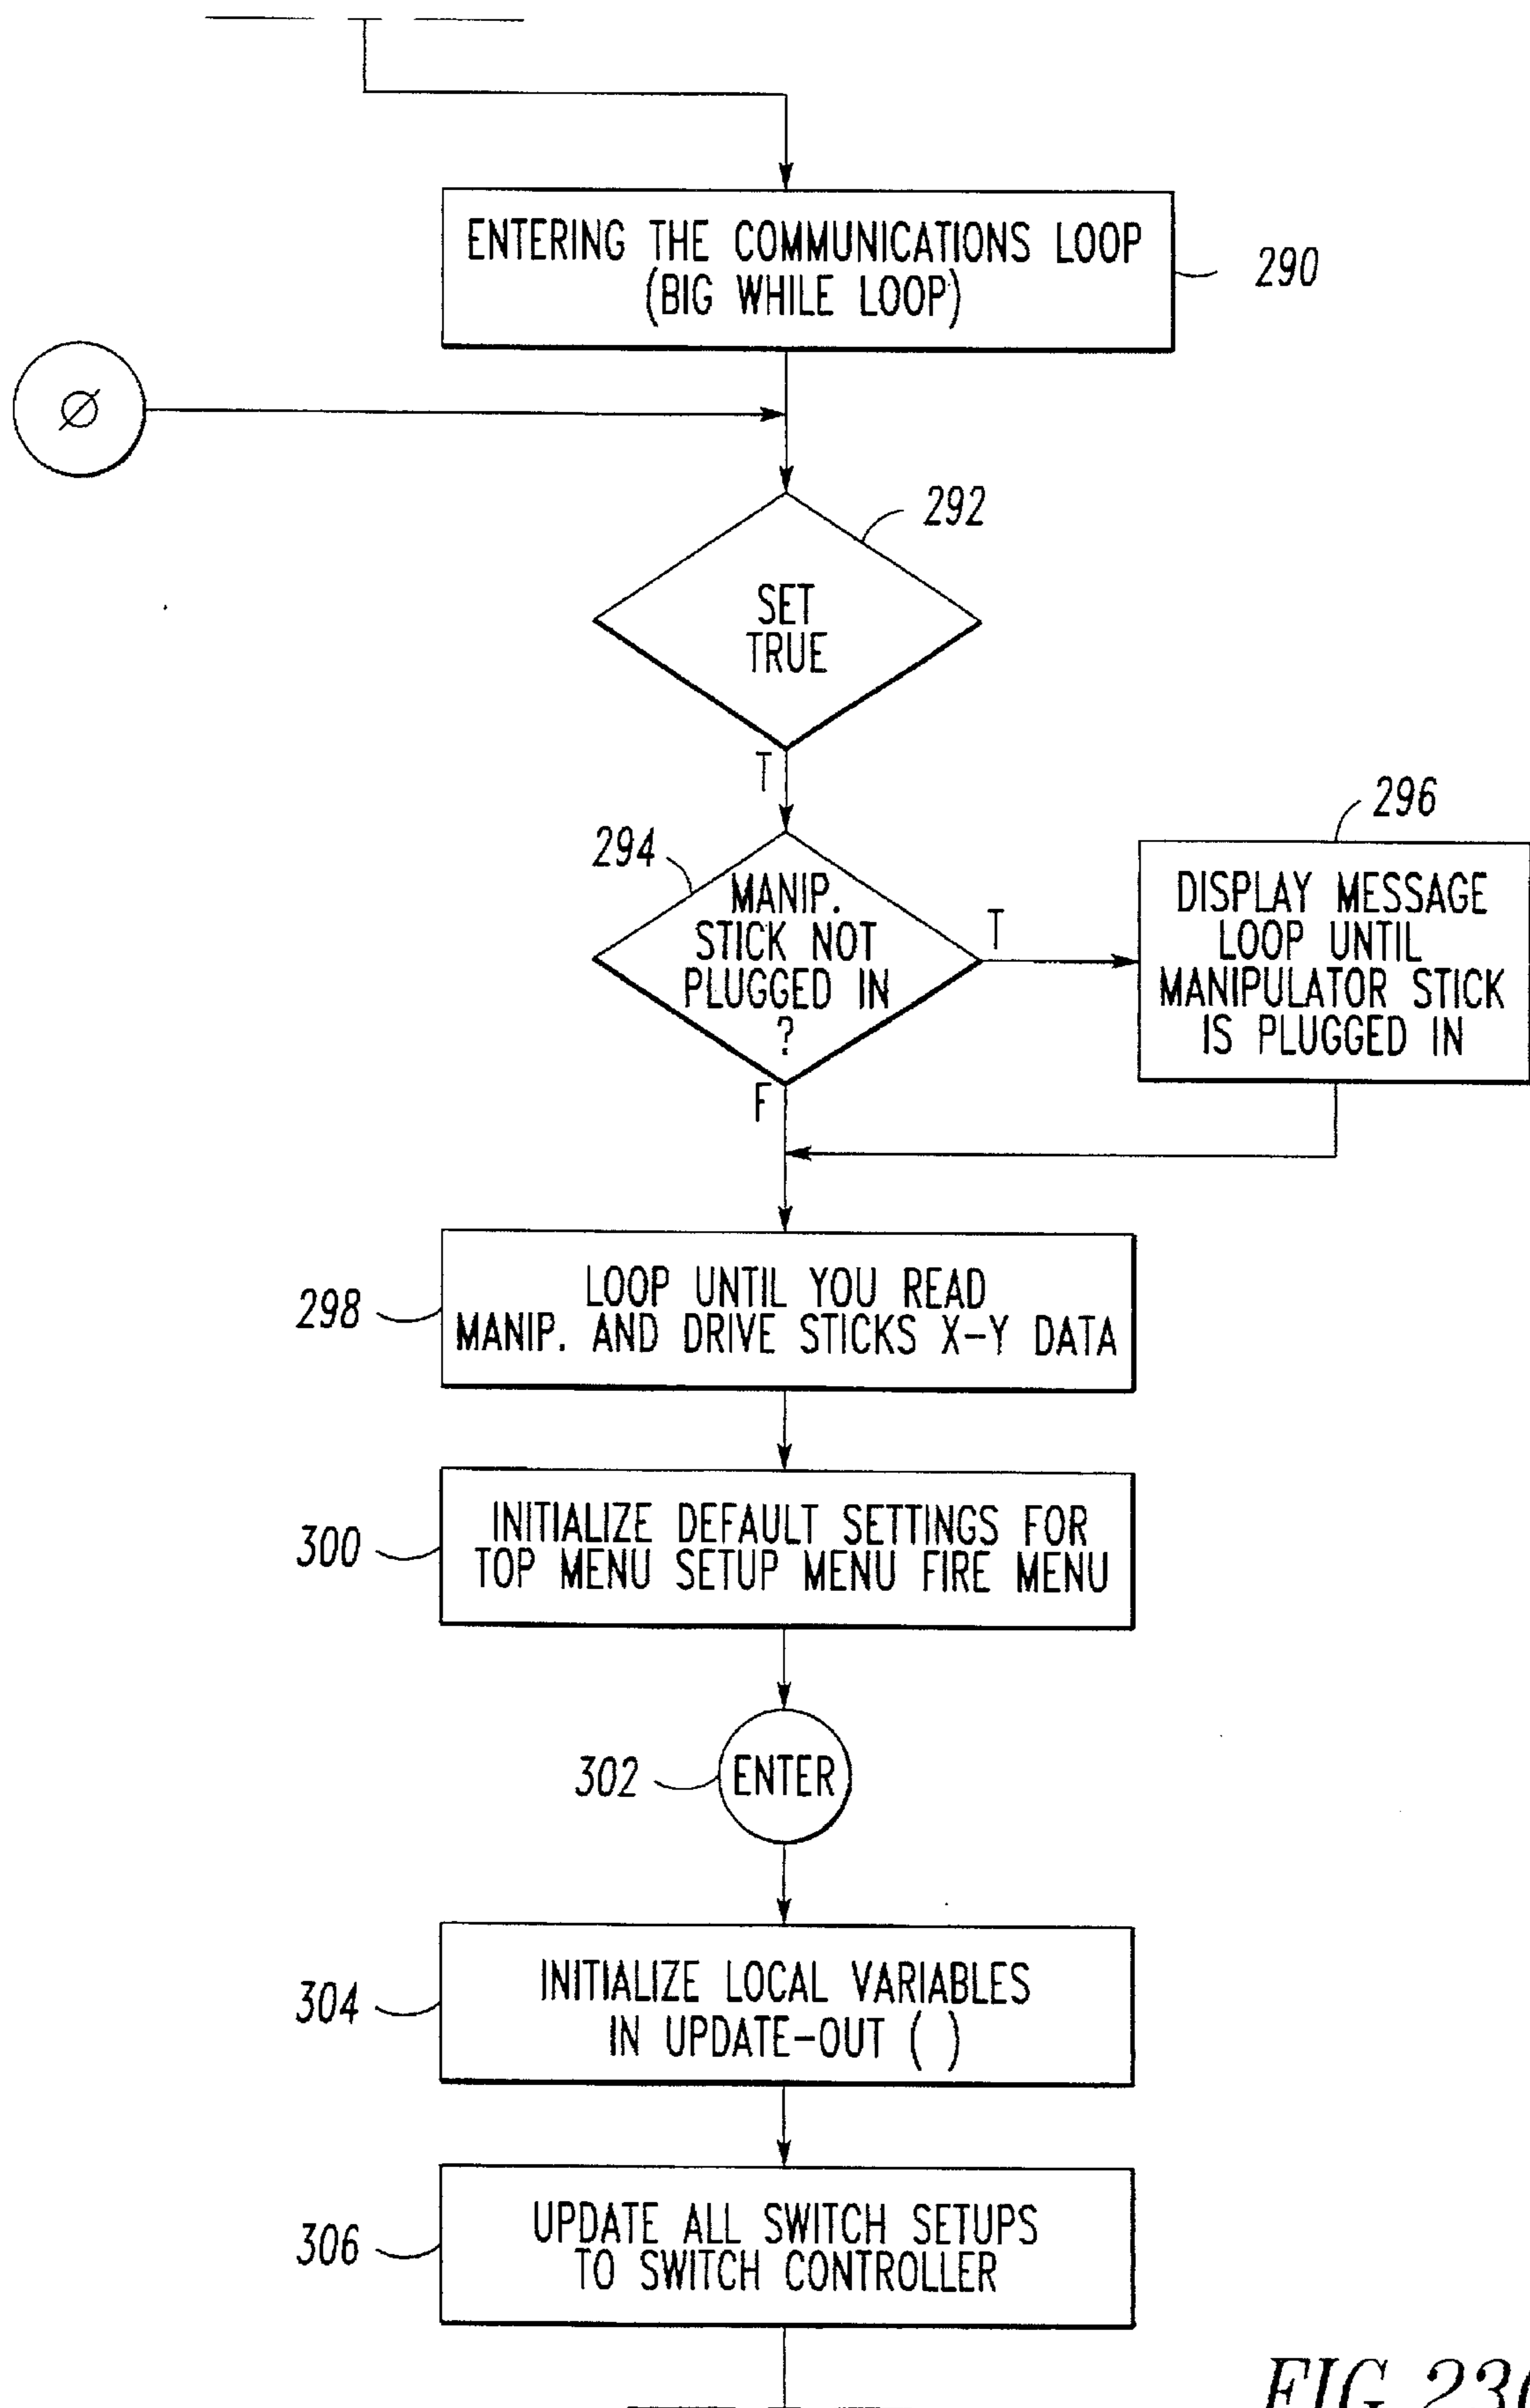 ENTERING THE COMMUNICATIONS LOOP
(BIG WHILE LOOP)
290
Ø
292
SET
TRUE
T
294
MANIP.
STICK NOT
PLUGGED IN
?
T
296
DISPLAY MESSAGE
LOOP UNTIL
MANIPULATOR STICK
IS PLUGGED IN
F
298
LOOP UNTIL YOU READ
MANIP. AND DRIVE STICKS X-Y DATA
300
INITIALIZE DEFAULT SETTINGS FOR
TOP MENU SETUP MENU FIRE MENU
302
ENTER
304
INITIALIZE LOCAL VARIABLES
IN UPDATE-OUT ( )
306
UPDATE ALL SWITCH SETUPS
TO SWITCH CONTROLLER
FIG.